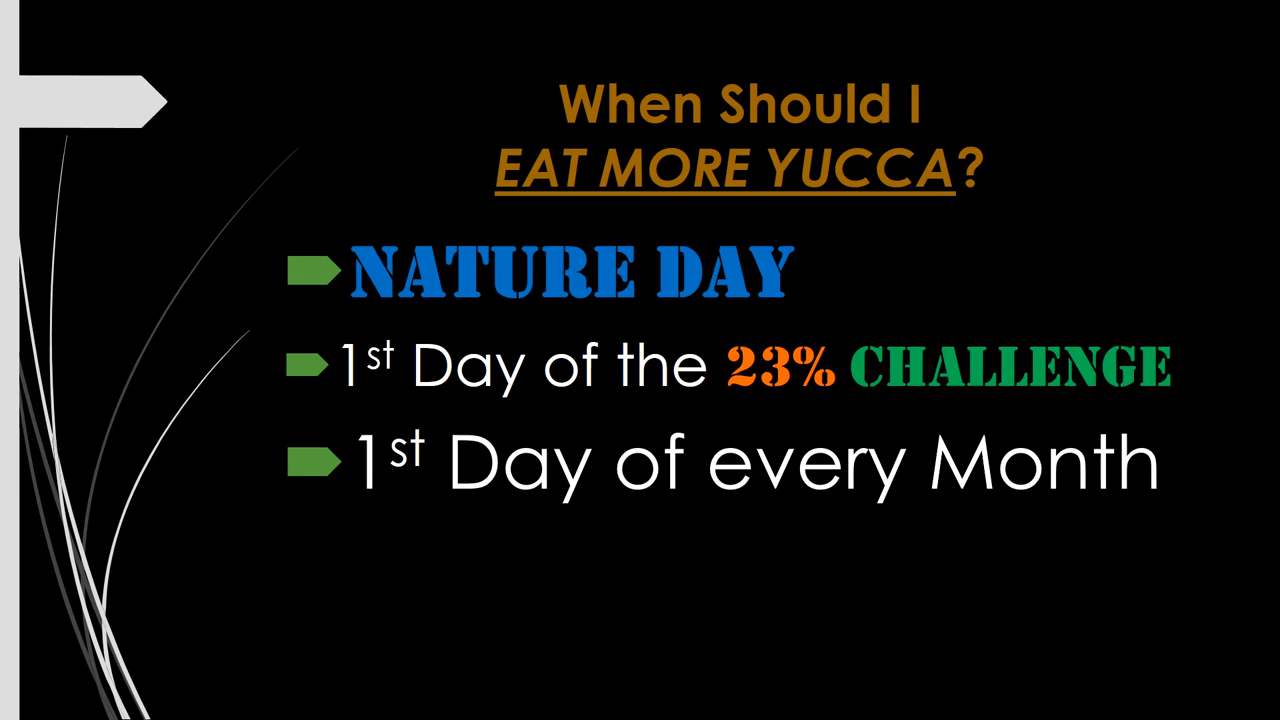 When Should I
EAT MORE YUCCA?
NATURE DAY
1st Day of the 23% CHALLENGE
1st Day of every Month